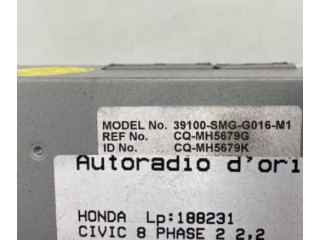 MODEL No. 39100-SMG-G016-M1
REF No. CQ-MH5679G
ID No. CQ-MH5679K
Autoradio d'ori
HONDA Lp:188231
CIVIC 8 PHASE 2 2,2